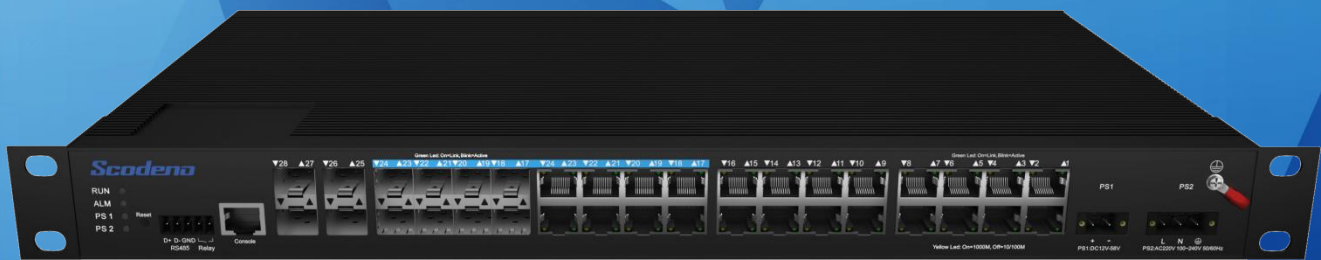 Scodeno
RUN
ALM
PS 1
PS 2
Reset
D+ D- GND
RS485 Relay
Console
Green Led: On=Link, Blink=Active
▼28 ▲27 ▼26 ▲25 ▼24 ▲23 ▼22 ▲21 ▼20 ▲19 ▼18 ▲17 ▼24 ▲23 ▼22 ▲21 ▼20 ▲19 ▼18 ▲17 ▼16 ▲15 ▼14 ▲13 ▼12 ▲11 ▼10 ▲9 ▼8 ▲7 ▼6 ▲5 ▼4 ▲3 ▼2 ▲1
Green Led: On=Link, Blink=Active
Yellow Led: On=1000M, Off=10/100M
PS1
+ -
PS1:DC12V-58V
PS2
L N
PS2:AC220V 100~240V 50/60Hz